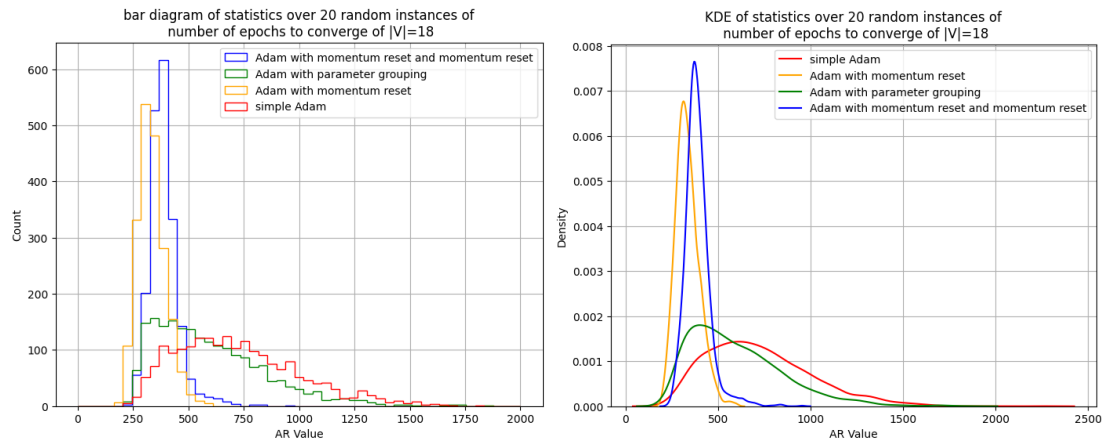 bar diagram of statistics over 20 random instances of
number of epochs to converge of |V|=18
Adam with momentum reset and momentum reset
Adam with parameter grouping
Adam with momentum reset
simple Adam
600
500
400
300
200
100
0
Count
0 250 500 750 1000 1250 1500 1750 2000
AR Value
KDE of statistics over 20 random instances of
number of epochs to converge of |V|=18
simple Adam
Adam with momentum reset
Adam with parameter grouping
Adam with momentum reset and momentum reset
0.008
0.007
0.006
0.005
0.004
0.003
0.002
0.001
0.000
Density
0 500 1000 1500 2000 2500
AR Value